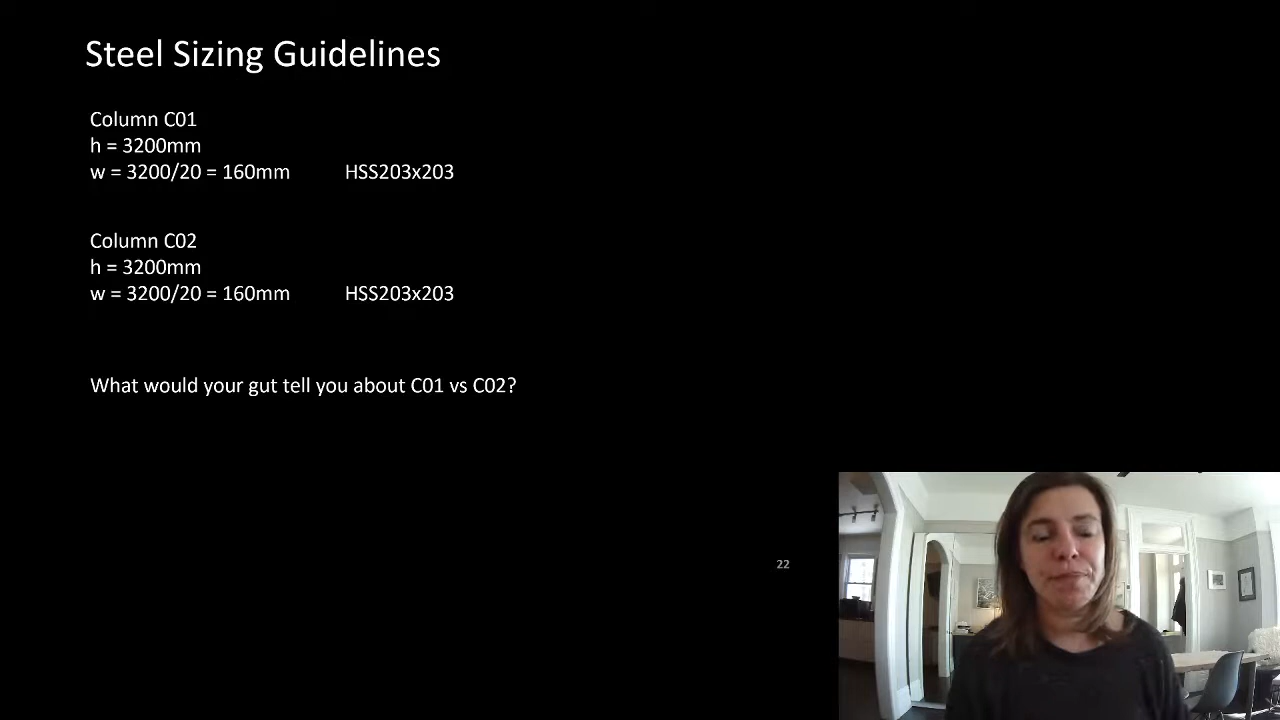 Steel Sizing Guidelines
Column C01
h = 3200mm
w = 3200/20 = 160mm HSS203x203
Column C02
h = 3200mm
w = 3200/20 = 160mm HSS203x203
What would your gut tell you about C01 vs C02?
22